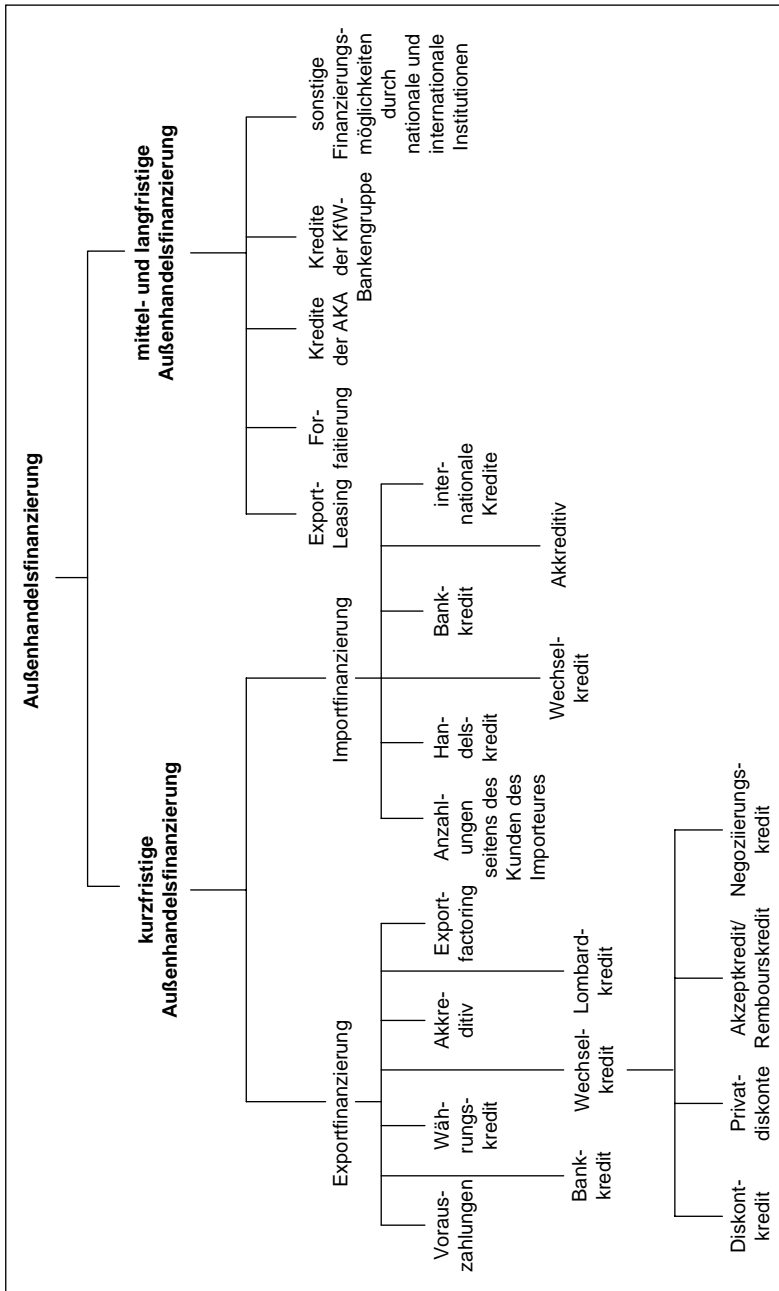 Außenhandelsfinanzierung
kurzfristige
Außenhandelsfinanzierung
mittel- und langfristige
Außenhandelsfinanzierung
Exportfinanzierung
Importfinanzierung
Export-
Leasing
For-
faitierung
Kredite
der AKA
Kredite
der KfW-
Bankengruppe
sonstige
Finanzierungs-
möglichkeiten
durch
nationale und
internationale
Institutionen
Voraus-
zahlungen
Bank-
kredit
Wäh-
rungs-
kredit
Wechsel-
kredit
Akkre-
ditiv
Lombard-
kredit
Export-
factoring
Anzahl-
ungen
seitens des
Kunden des
Importeures
Han-
dels-
kredit
Wechsel-
kredit
Bank-
kredit
Akkreditiv
inter-
nationale
Kredite
Diskont-
kredit
Privat-
diskonte
Akzeptkredit/
Rembourskredit
Negoziierungs-
kredit